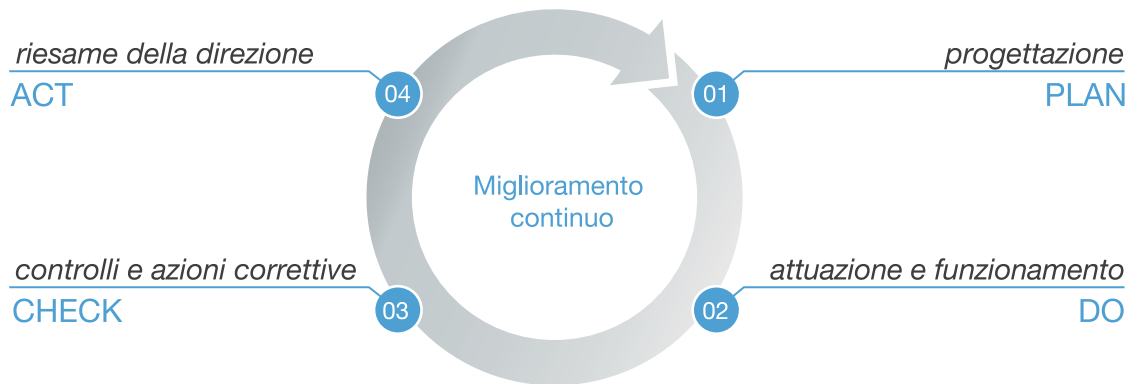 riesame della direzione
ACT
04
progettazione
01
PLAN
Miglioramento
continuo
controlli e azioni correttive
CHECK
03
attuazione e funzionamento
02
DO